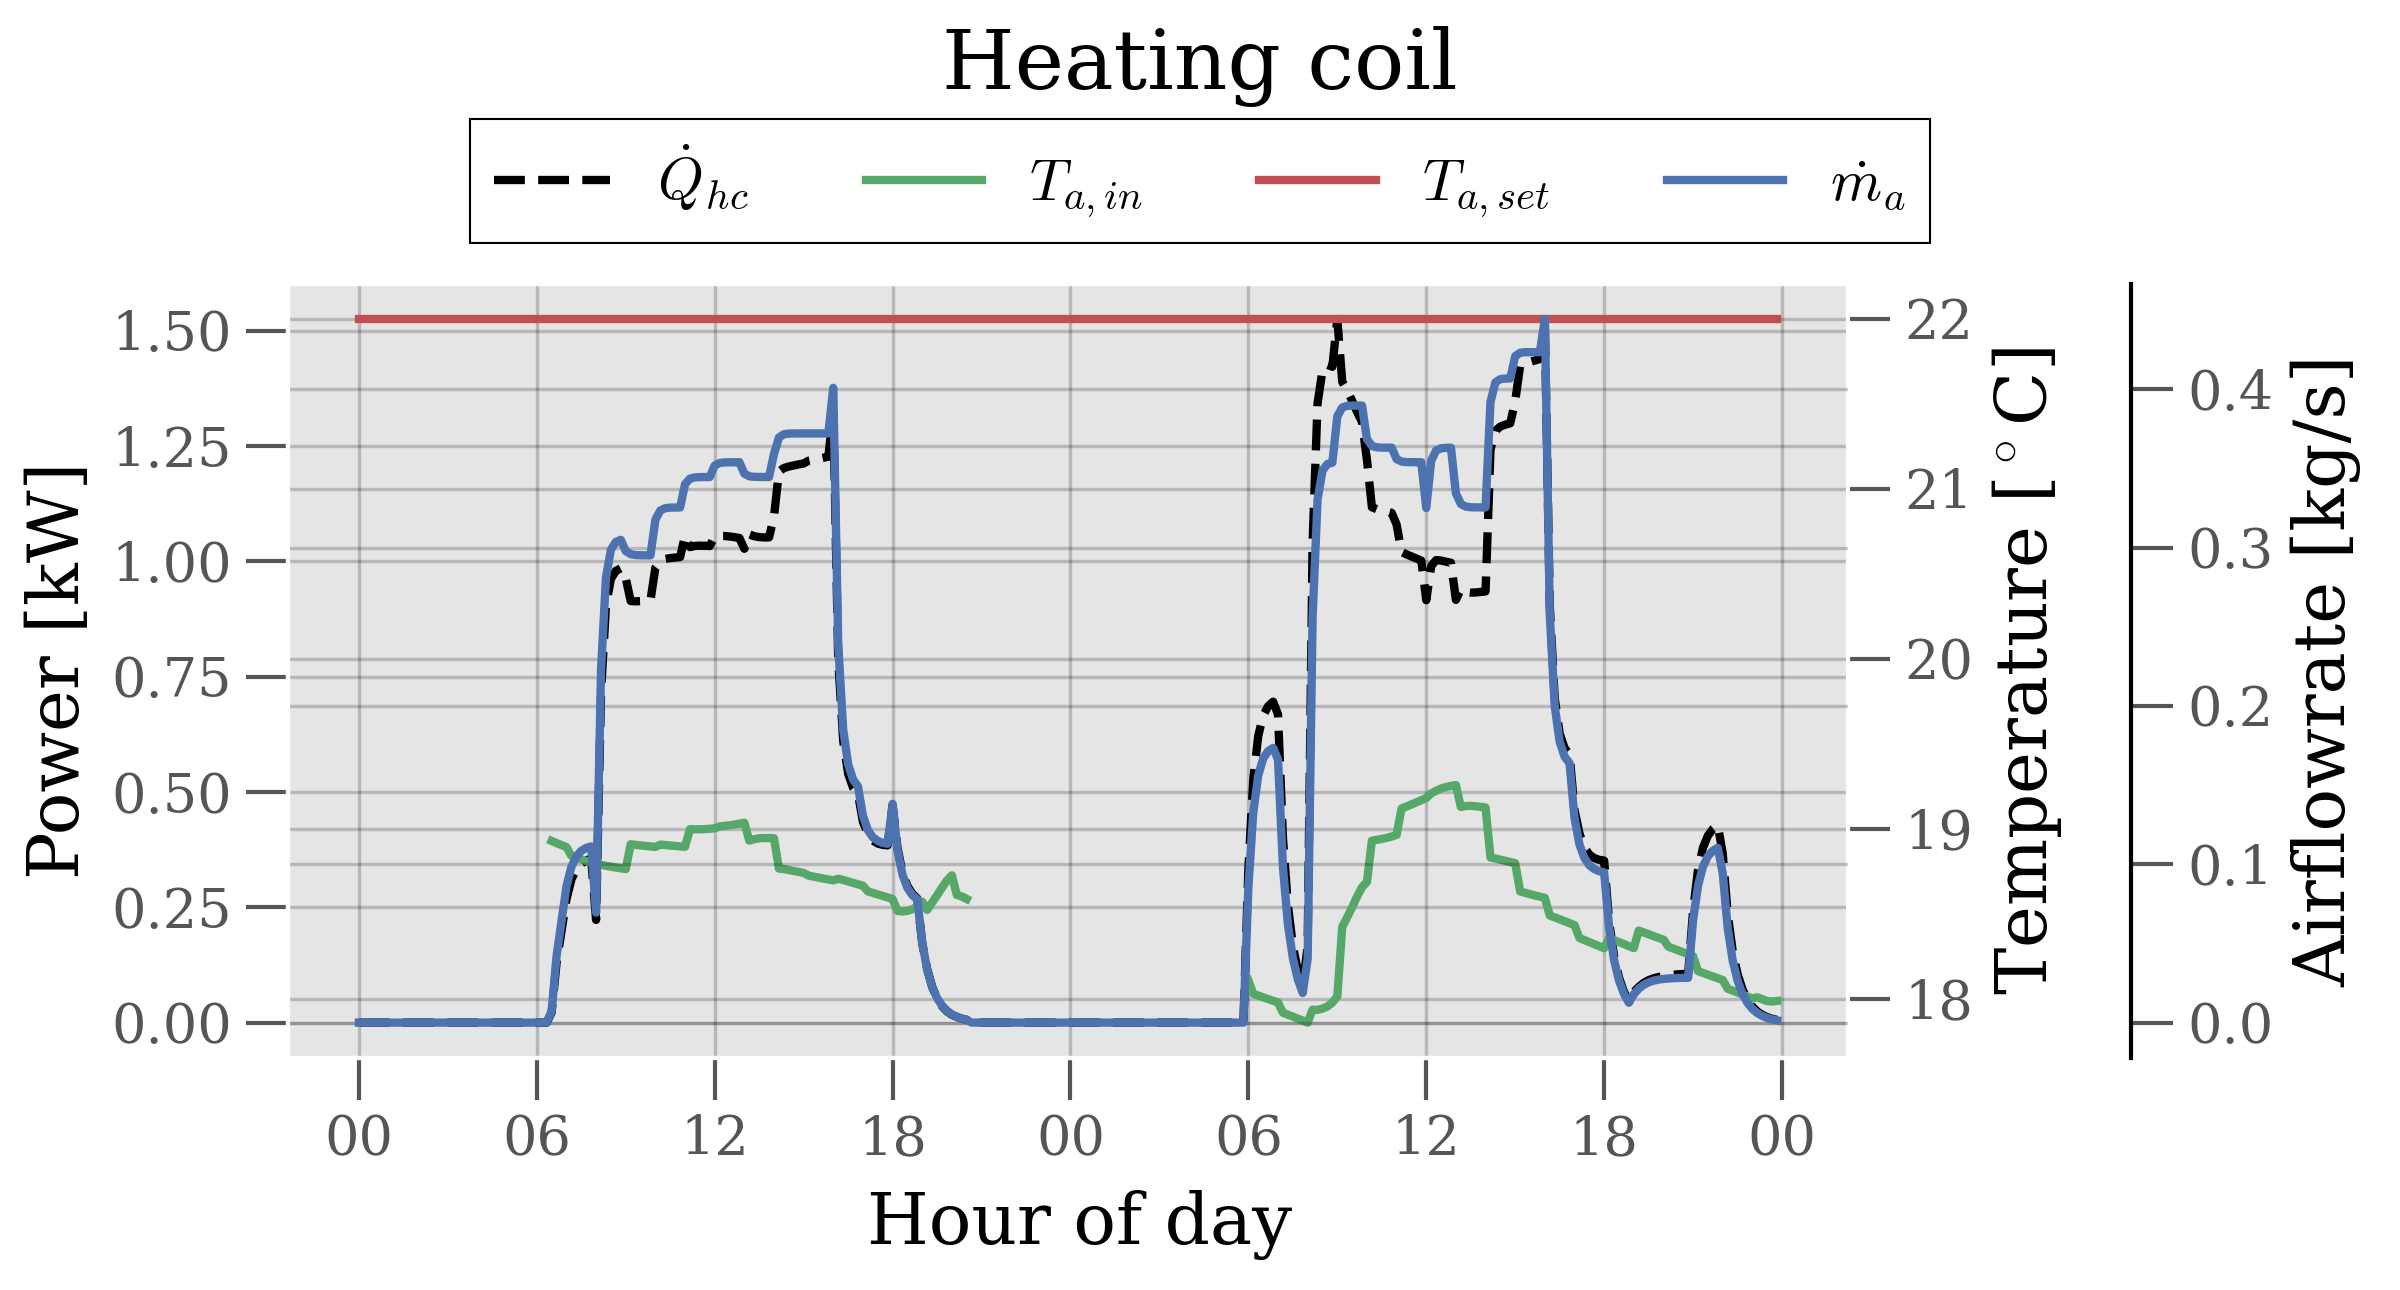 Heating coil
Q̇hc Ta,in Ta,set ṁa
Power [kW]
1.50
1.25
1.00
0.75
0.50
0.25
0.00
22
21
20
19
18
Temperature [°C]
0.4
0.3
0.2
0.1
0.0
Airflowrate [kg/s]
00 06 12 18 00 06 12 18 00
Hour of day